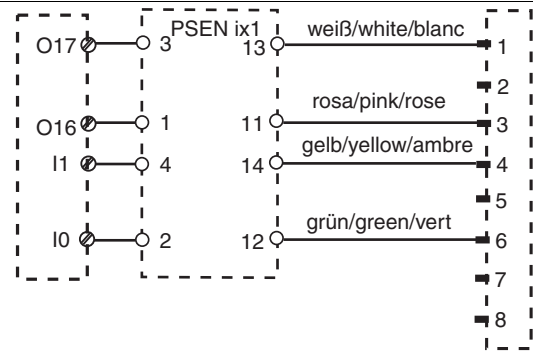 PSEN ix1
O17 3 13 weiß/white/blanc 1
2
O16 1 11 rosa/pink/rose 3
I1 4 14 gelb/yellow/ambre 4
5
I0 2 12 grün/green/vert 6
7
8